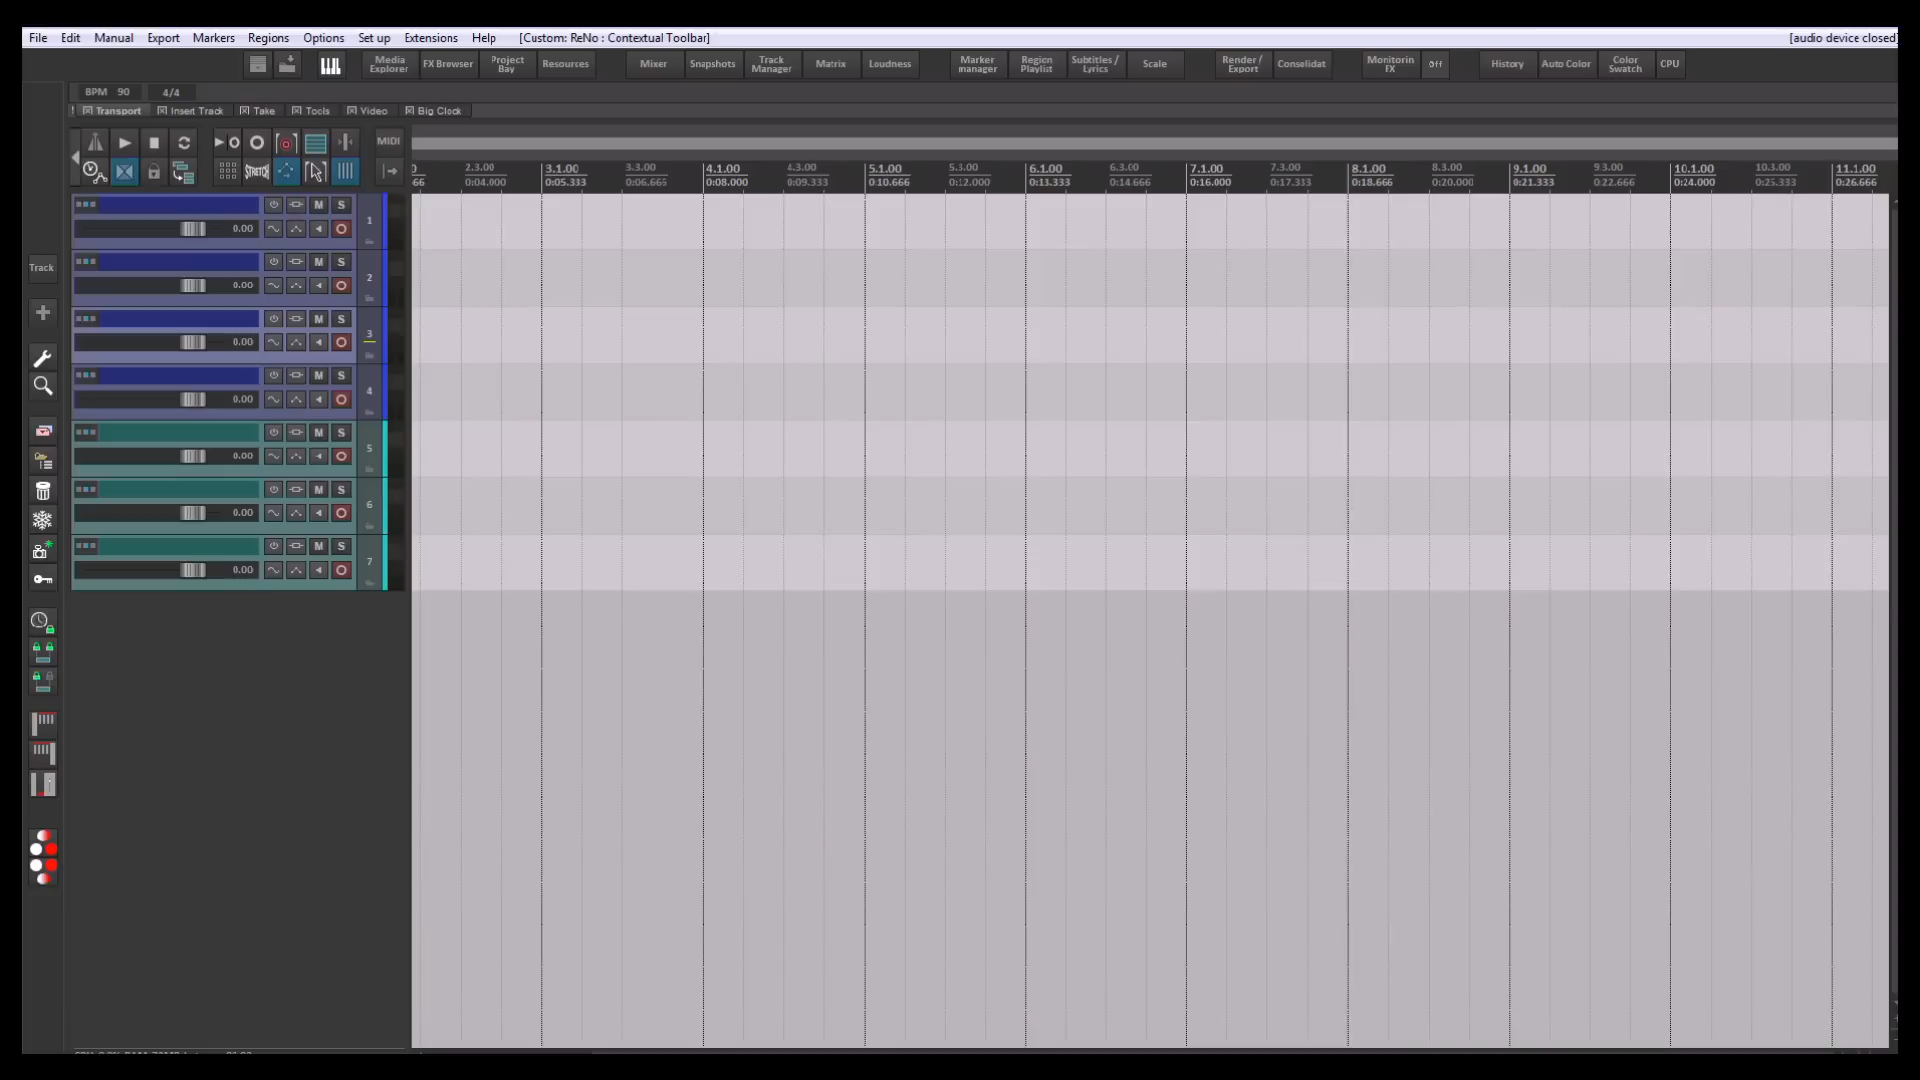 File Edit Manual Export Markers Regions Options Set up Extensions Help [Custom: ReNo : Contextual Toolbar] [audio device closed]
Media Explorer FX Browser Project Bay Resources Mixer Snapshots Track Manager Matrix Loudness Marker manager Region Playlist Subtitles / Lyrics Scale Render / Export Consolidat Monitorin FX Off History Auto Color Color Swatch CPU
BPM 90 4/4
Transport Insert Track Take Tools Video Big Clock
MIDI
STRETCH
2.3.00 3.1.00 3.3.00 4.1.00 4.3.00 5.1.00 5.3.00 6.1.00 6.3.00 7.1.00 7.3.00 8.1.00 8.3.00 9.1.00 9.3.00 10.1.00 10.3.00 11.1.00
0:04.000 0:05.333 0:06.665 0:08.000 0:09.333 0:10.666 0:12.000 0:13.333 0:14.666 0:16.000 0:17.333 0:18.666 0:20.000 0:21.333 0:22.666 0:24.000 0:25.333 0:26.666
M S
0.00 1
M S
0.00 2
Track
M S
0.00 3
M S
0.00 4
M S
0.00 5
M S
0.00 6
M S
0.00 7